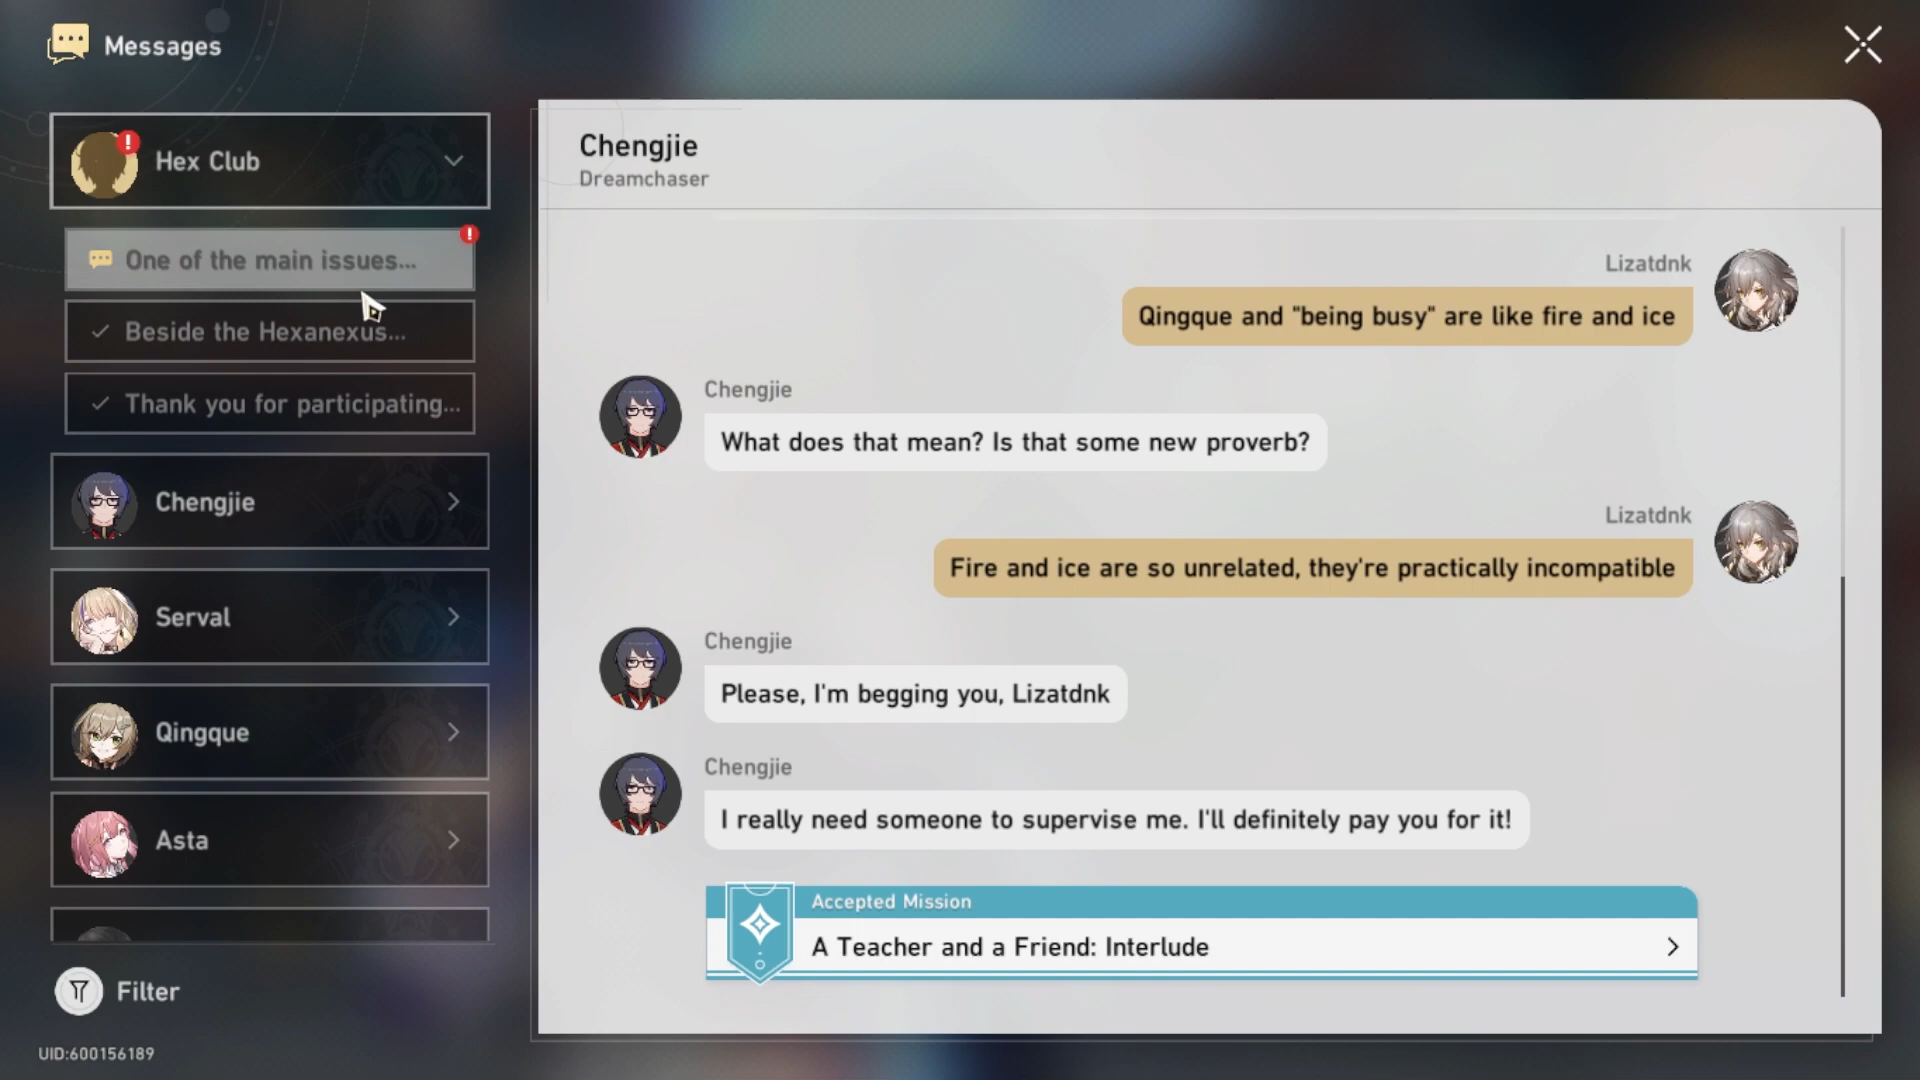 Messages
Hex Club
One of the main issues...
Beside the Hexanexus...
Thank you for participating...
Chengjie
Serval
Qingque
Asta
Filter
UID:600156189
Chengjie
Dreamchaser
Lizatdnk
Qingque and "being busy" are like fire and ice
Chengjie
What does that mean? Is that some new proverb?
Lizatdnk
Fire and ice are so unrelated, they're practically incompatible
Chengjie
Please, I'm begging you, Lizatdnk
Chengjie
I really need someone to supervise me. I'll definitely pay you for it!
Accepted Mission
A Teacher and a Friend: Interlude